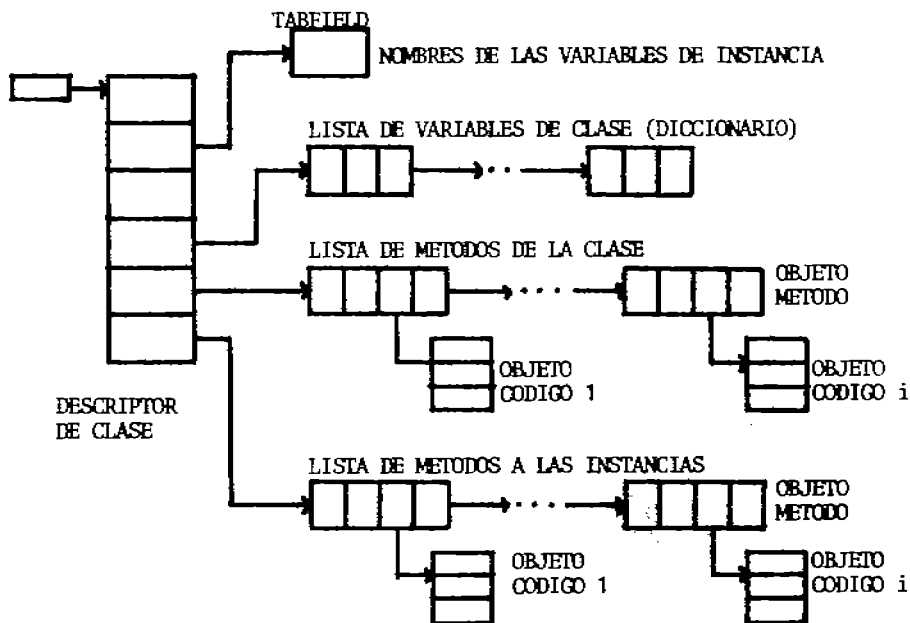 TABFIELD
NOMBRES DE LAS VARIABLES DE INSTANCIA
LISTA DE VARIABLES DE CLASE (DICCIONARIO)
LISTA DE METODOS DE LA CLASE
OBJETO
METODO
OBJETO
CODIGO 1
OBJETO
CODIGO i
DESCRIPTOR
DE CLASE
LISTA DE METODOS A LAS INSTANCIAS
OBJETO
METODO
OBJETO
CODIGO 1
OBJETO
CODIGO i